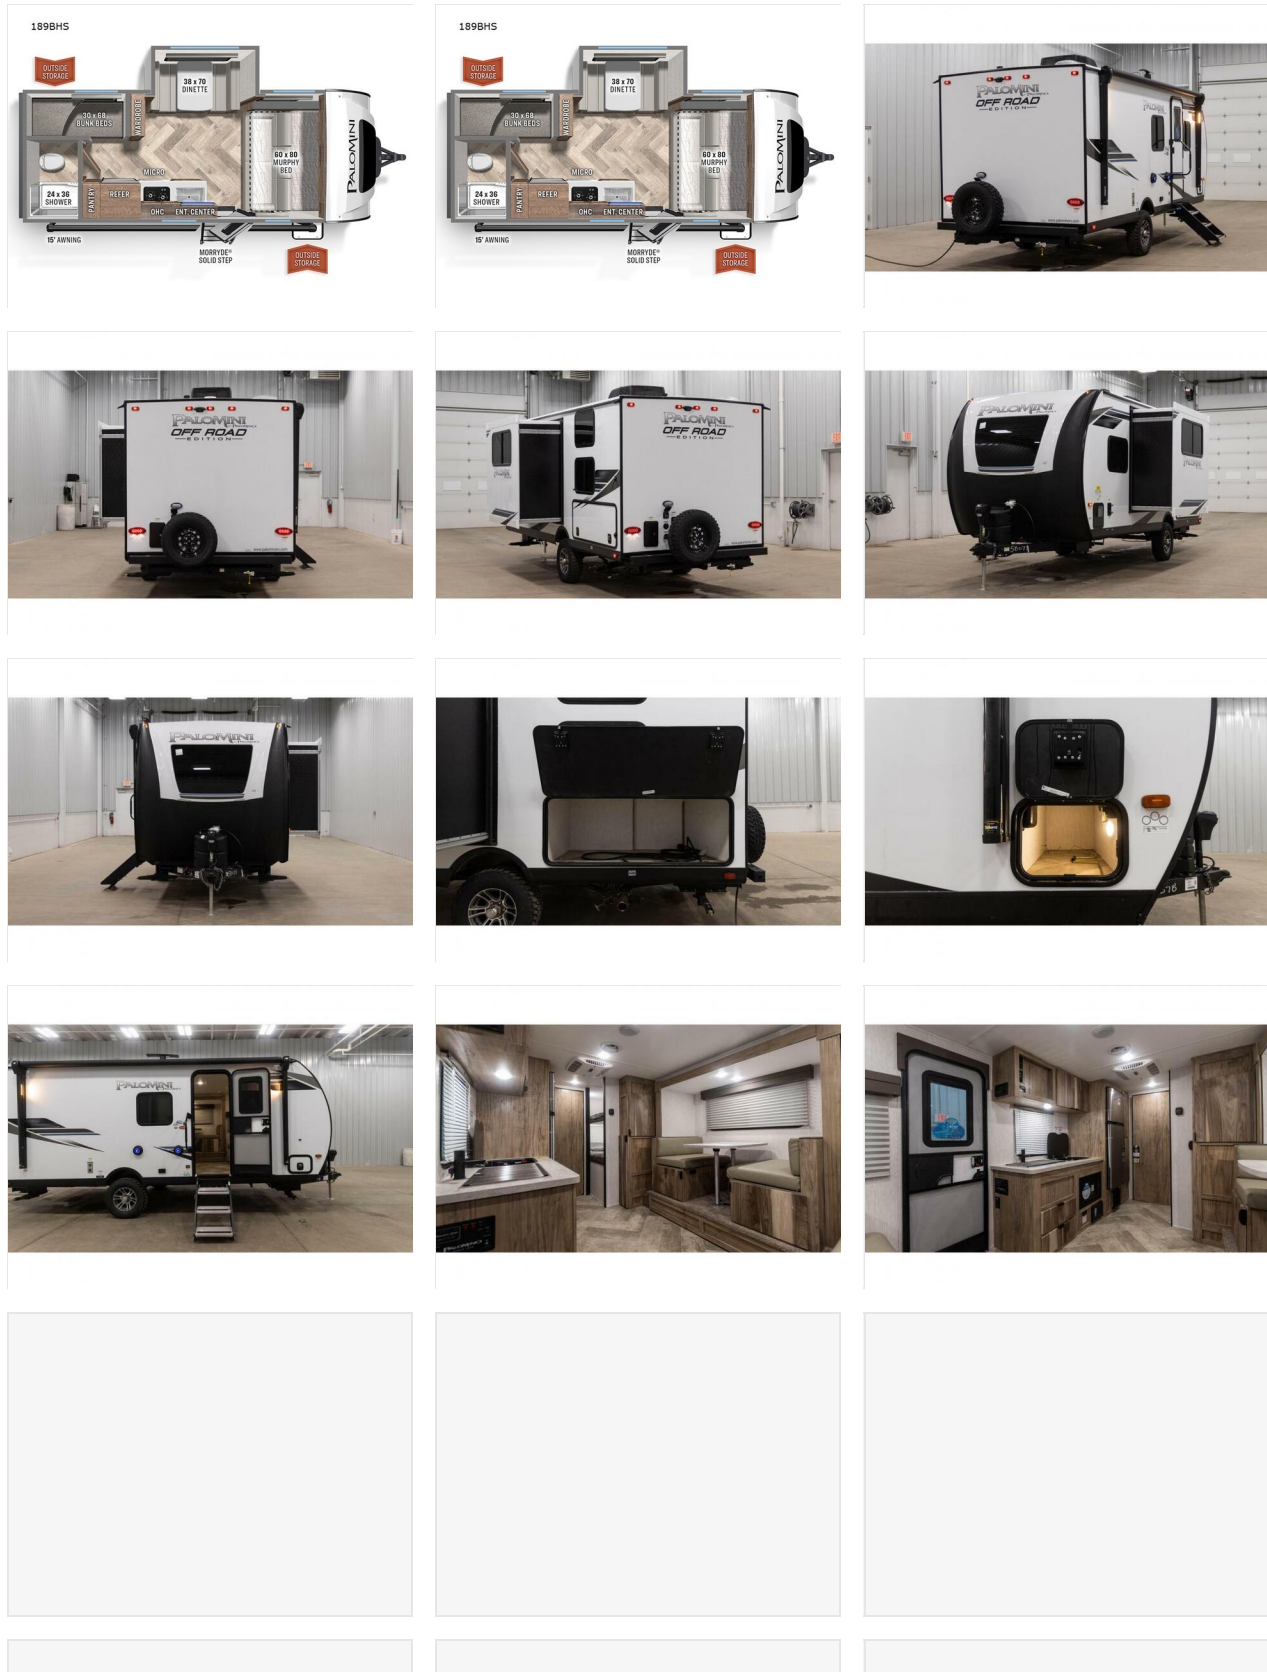 189BHS
OUTSIDE
STORAGE
38 x 70
DINETTE
30 x 68
BUNK BEDS
WARDROBE
60 x 80
MURPHY
BED
PALOMINI
MICRO
24 x 36
SHOWER
PANTRY
REFER
OHC
ENT. CENTER
15' AWNING
MORRYDE®
SOLID STEP
OUTSIDE
STORAGE
189BHS
OUTSIDE
STORAGE
38 x 70
DINETTE
30 x 68
BUNK BEDS
WARDROBE
60 x 80
MURPHY
BED
PALOMINI
MICRO
24 x 36
SHOWER
PANTRY
REFER
OHC
ENT. CENTER
15' AWNING
MORRYDE®
SOLID STEP
OUTSIDE
STORAGE
PALOMINI
OFF ROAD
EDITION
PALOMINI
PALOMINI
OFF ROAD
EDITION
PALOMINI
OFF ROAD
EDITION
PALOMINI
PALOMINI
PALOMINI
PALOMINI
PALOMINI
PALOMINI